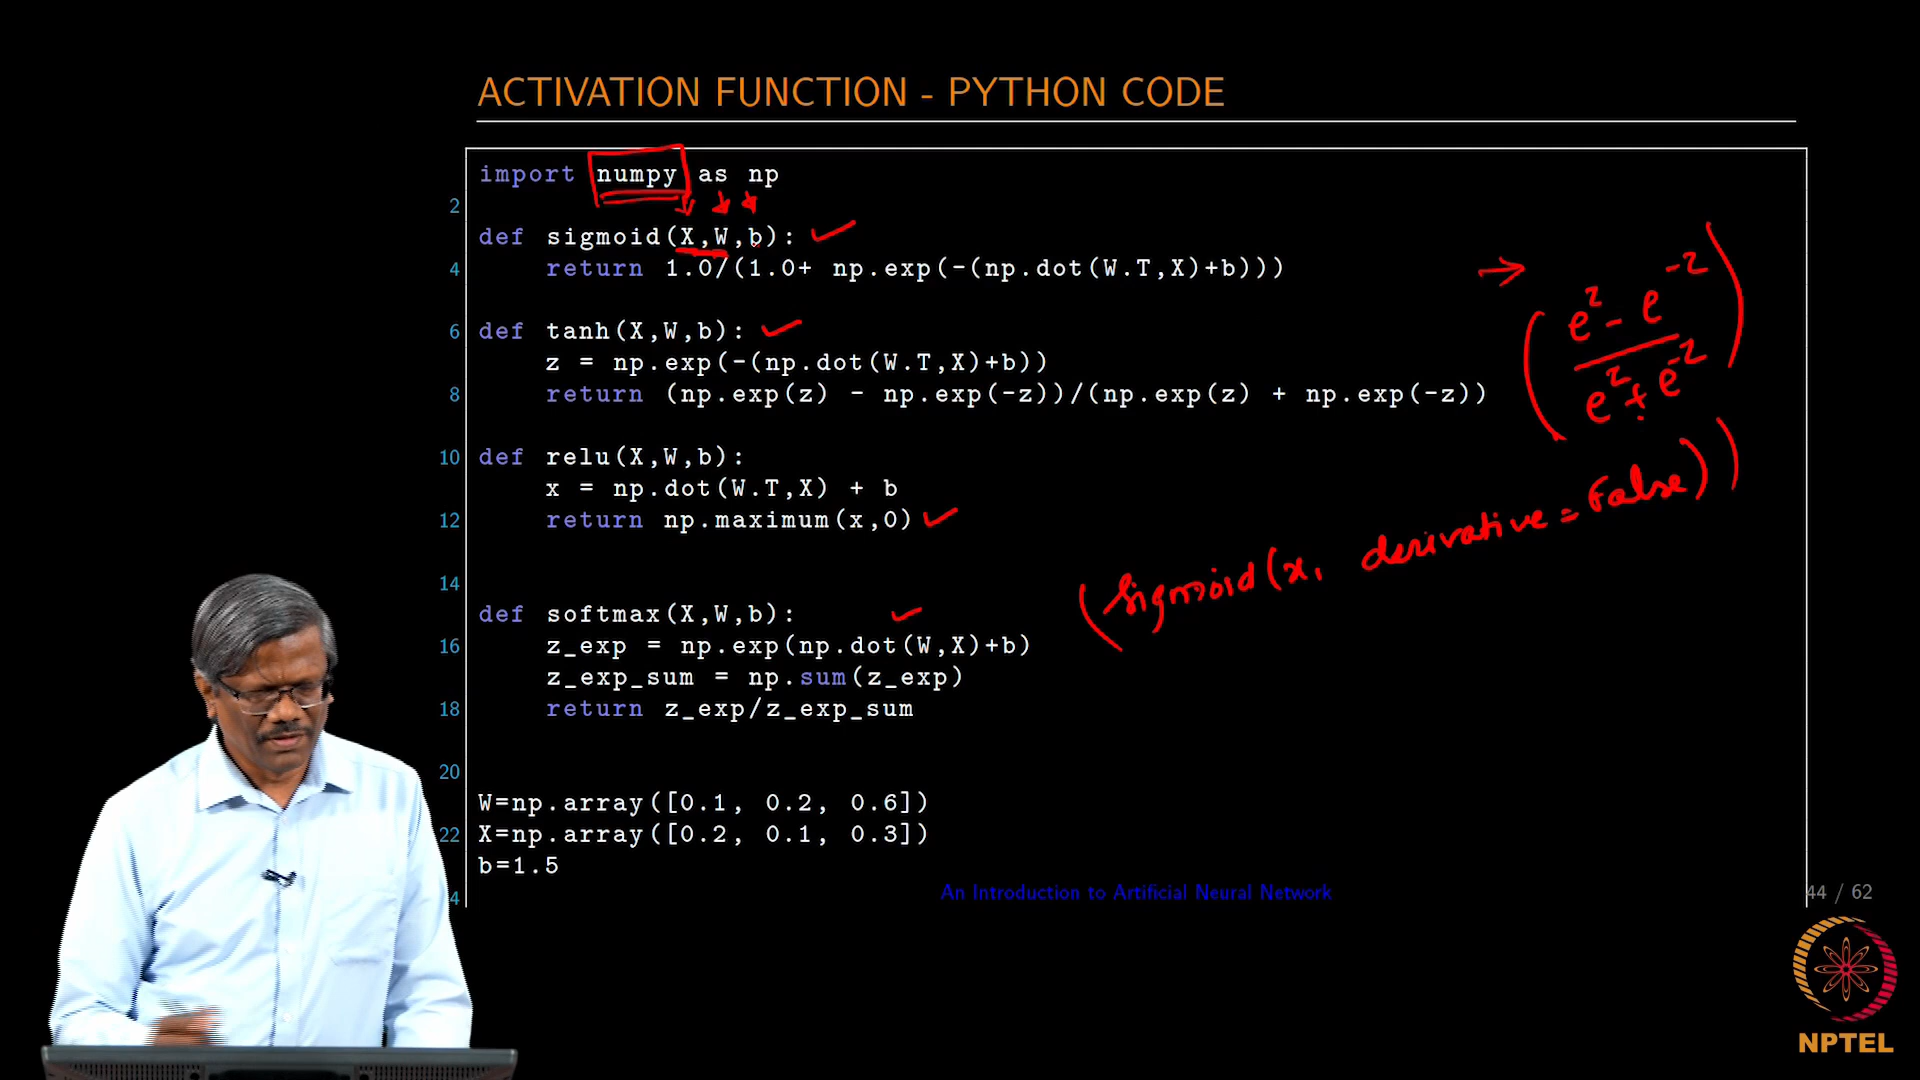 ACTIVATION FUNCTION - PYTHON CODE
import numpy as np
2
def sigmoid(X,W,b):
4 return 1.0/(1.0+ np.exp(-(np.dot(W.T,X)+b)))
6 def tanh(X,W,b):
z = np.exp(-(np.dot(W.T,X)+b))
8 return (np.exp(z) - np.exp(-z))/(np.exp(z) + np.exp(-z))
10 def relu(X,W,b):
x = np.dot(W.T,X) + b
12 return np.maximum(x,0)
14
def softmax(X,W,b):
16 z_exp = np.exp(np.dot(W,X)+b)
z_exp_sum = np.sum(z_exp)
18 return z_exp/z_exp_sum
20
W=np.array([0.1, 0.2, 0.6])
22 X=np.array([0.2, 0.1, 0.3])
b=1.5
4
(e^z - e^-z
e^z + e^-z)
(Sigmoid(x, derivative = False))
An Introduction to Artificial Neural Network
44 / 62
NPTEL